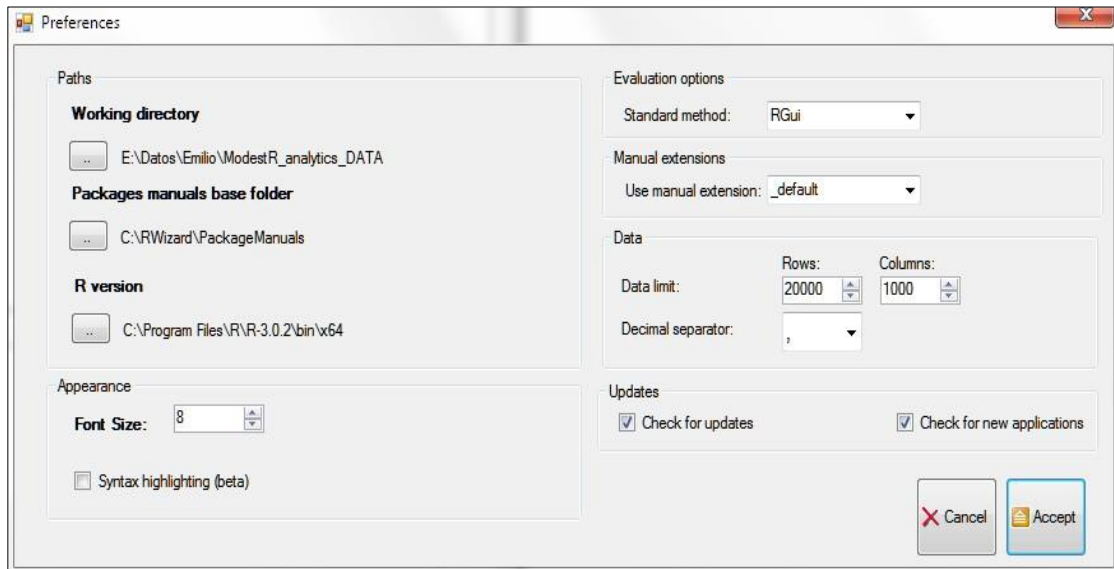 Preferences
x
Paths
Working directory
.. E:\Datos\Emilio\ModestR_analytics_DATA
Packages manuals base folder
.. C:\RWizard\PackageManuals
R version
.. C:\Program Files\R\R-3.0.2\bin\x64
Appearance
Font Size: 8
Syntax highlighting (beta)
Evaluation options
Standard method: RGui
Manual extensions
Use manual extension: _default
Data
Rows: Columns:
Data limit: 20000 1000
Decimal separator: ,
Updates
Check for updates Check for new applications
Cancel Accept